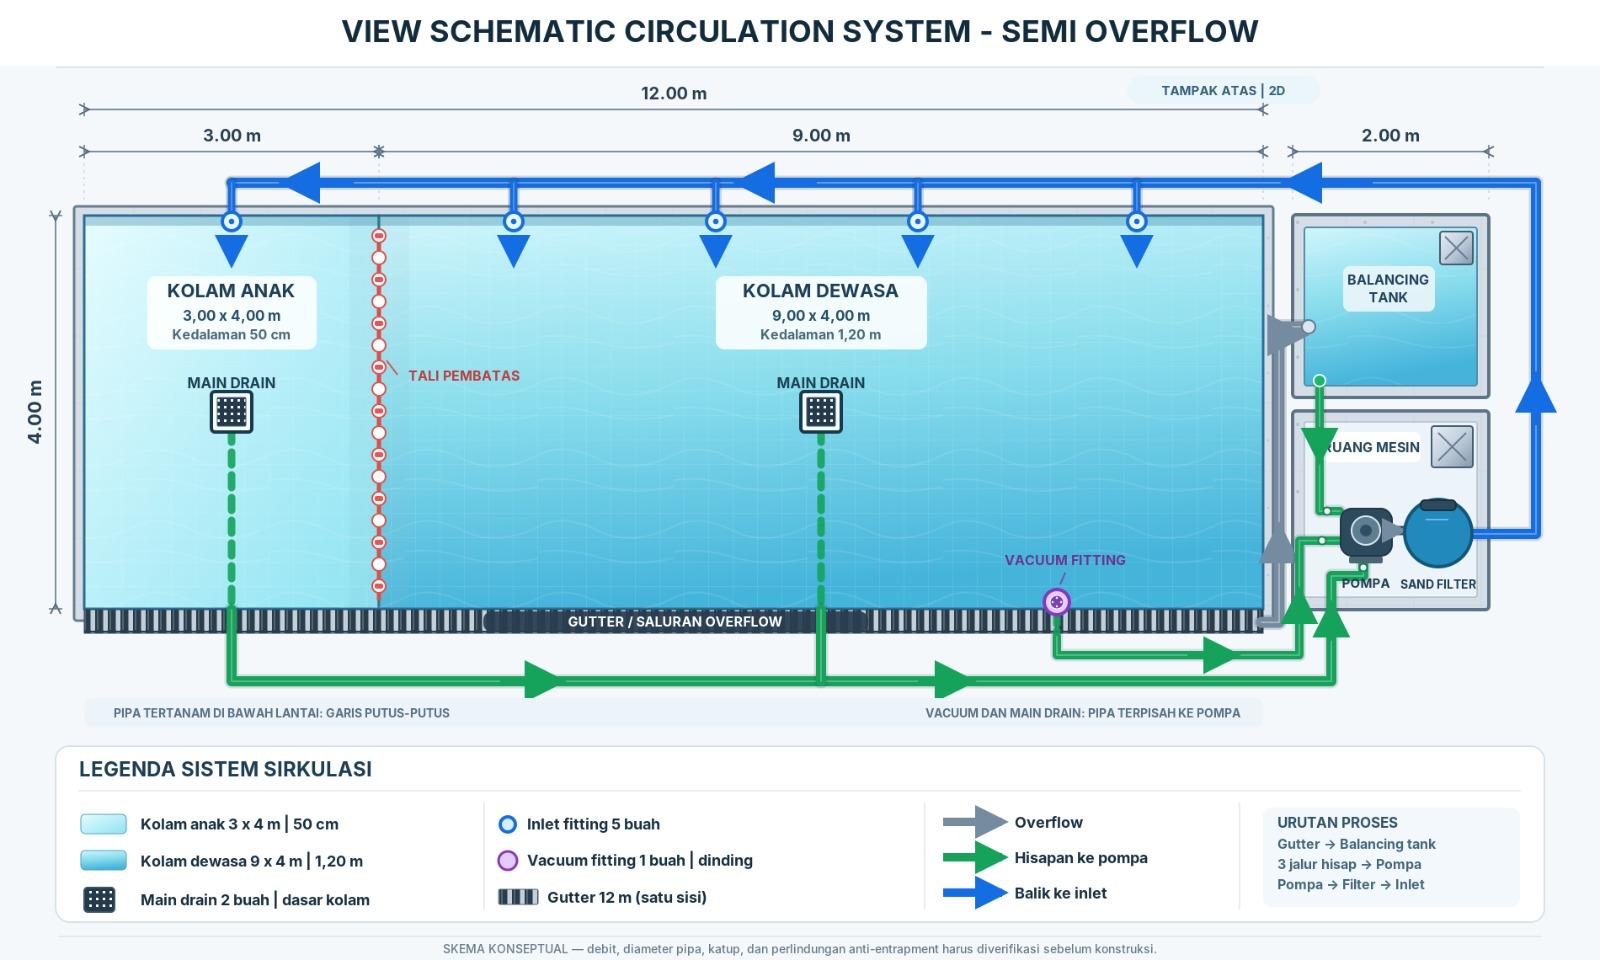 VIEW SCHEMATIC CIRCULATION SYSTEM - SEMI OVERFLOW
TAMPAK ATAS | 2D
12.00 m
3.00 m
9.00 m
2.00 m
4.00 m
KOLAM ANAK
3,00 x 4,00 m
Kedalaman 50 cm
KOLAM DEWASA
9,00 x 4,00 m
Kedalaman 1,20 m
BALANCING
TANK
MAIN DRAIN
TALI PEMBATAS
MAIN DRAIN
RUANG MESIN
VACUUM FITTING
POMPA
SAND FILTER
GUTTER / SALURAN OVERFLOW
PIPA TERTANAM DI BAWAH LANTAI: GARIS PUTUS-PUTUS
VACUUM DAN MAIN DRAIN: PIPA TERPISAH KE POMPA
LEGENDA SISTEM SIRKULASI
Kolam anak 3 x 4 m | 50 cm
Kolam dewasa 9 x 4 m | 1,20 m
Main drain 2 buah | dasar kolam
Inlet fitting 5 buah
Vacuum fitting 1 buah | dinding
Gutter 12 m (satu sisi)
Overflow
Hisapan ke pompa
Balik ke inlet
URUTAN PROSES
Gutter → Balancing tank
3 jalur hisap → Pompa
Pompa → Filter → Inlet
SKEMA KONSEPTUAL — debit, diameter pipa, katup, dan perlindungan anti-entrapment harus diverifikasi sebelum konstruksi.